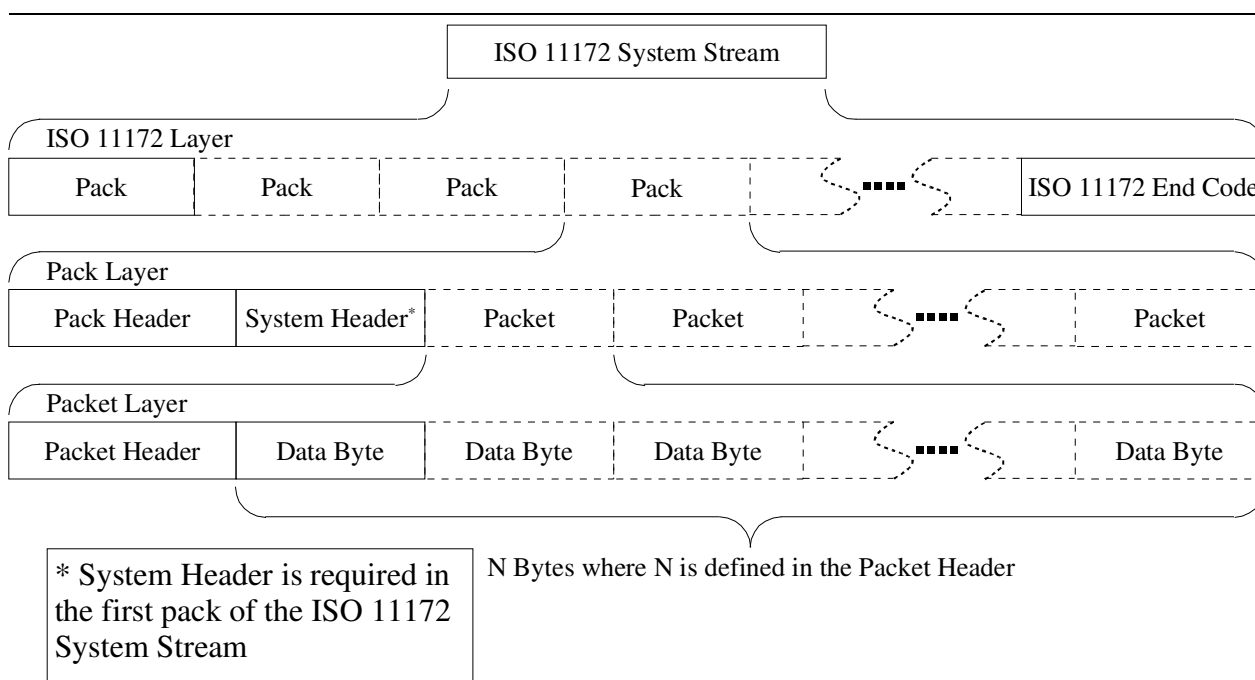 ISO 11172 System Stream
ISO 11172 Layer
Pack Pack Pack Pack ISO 11172 End Code
Pack Layer
Pack Header System Header* Packet Packet Packet
Packet Layer
Packet Header Data Byte Data Byte Data Byte Data Byte
N Bytes where N is defined in the Packet Header
* System Header is required in
the first pack of the ISO 11172
System Stream